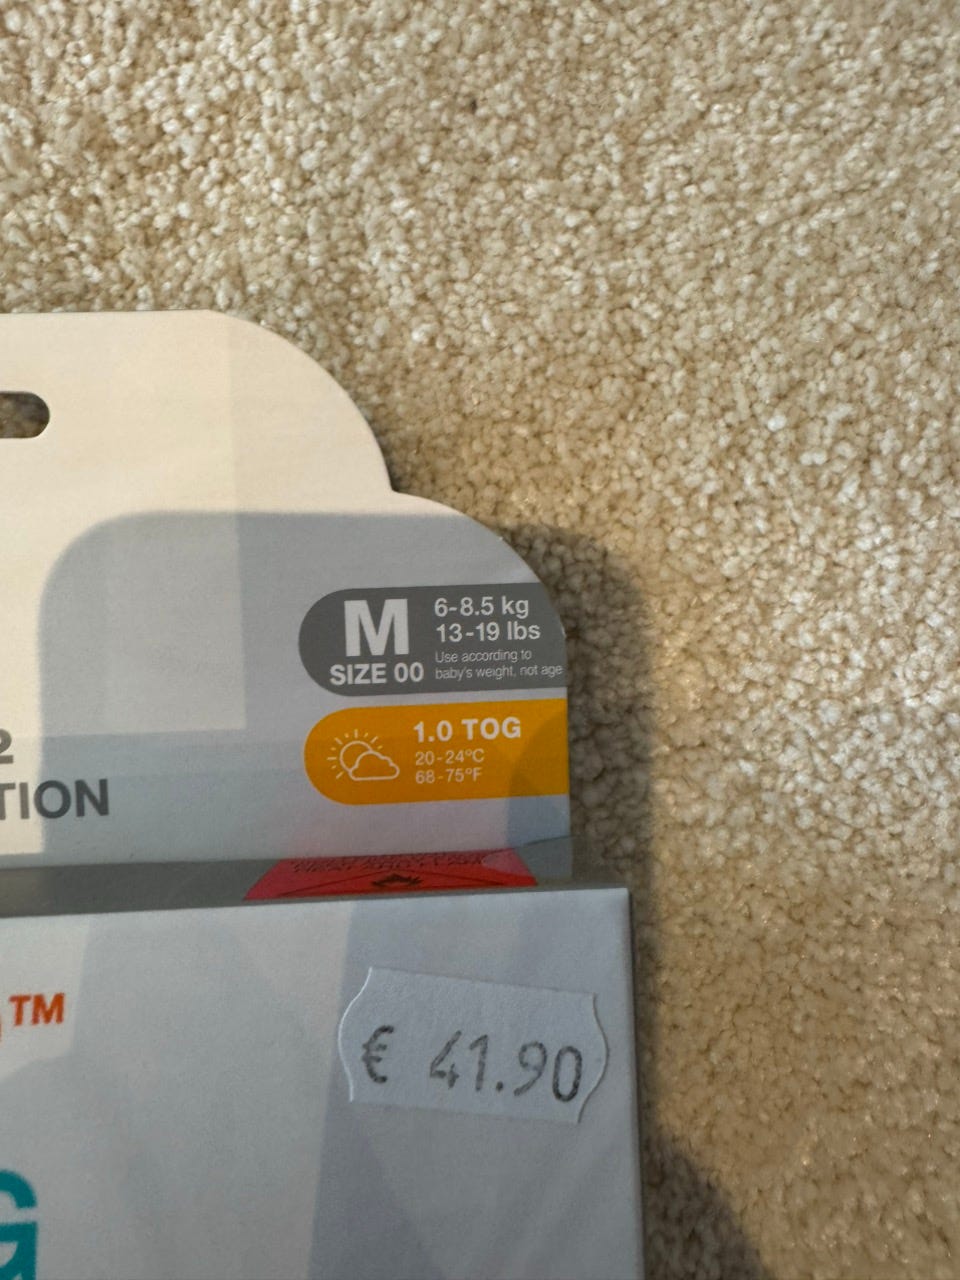 M
SIZE 00
6-8.5 kg
13-19 lbs
Use according to
baby's weight, not age
1.0 TOG
20-24°C
68-75°F
2
TION
TM
€ 41.90
G